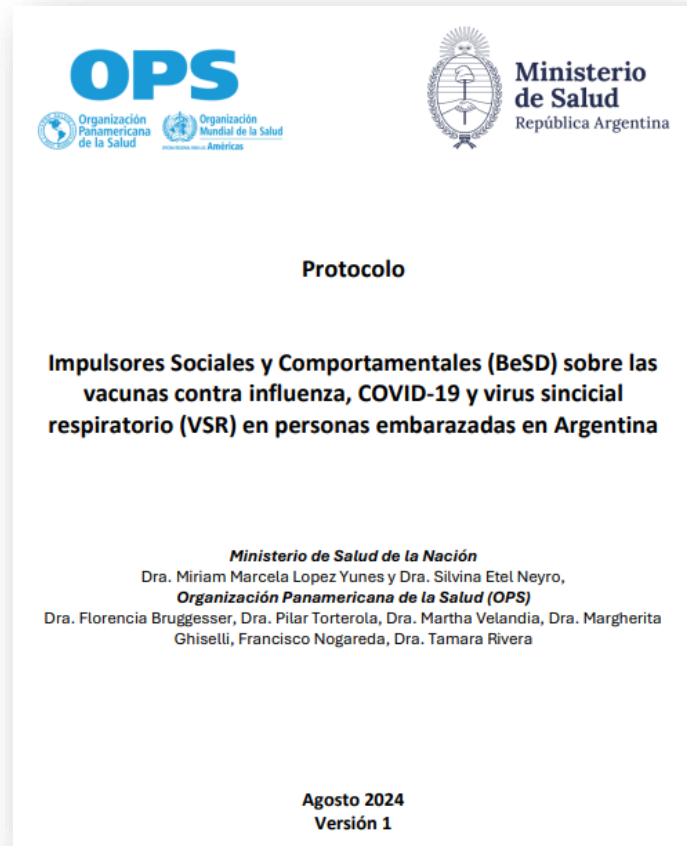 OPS
Organización
Panamericana
de la Salud
Organización
Mundial de la Salud
Américas
Ministerio
de Salud
República Argentina
Protocolo
Impulsores Sociales y Comportamentales (BeSD) sobre las
vacunas contra influenza, COVID-19 y virus sincicial
respiratorio (VSR) en personas embarazadas en Argentina
Ministerio de Salud de la Nación
Dra. Miriam Marcela Lopez Yunes y Dra. Silvina Etel Neyro,
Organización Panamericana de la Salud (OPS)
Dra. Florencia Bruggesser, Dra. Pilar Torterola, Dra. Martha Velandia, Dra. Margherita
Ghiselli, Francisco Nogareda, Dra. Tamara Rivera
Agosto 2024
Versión 1